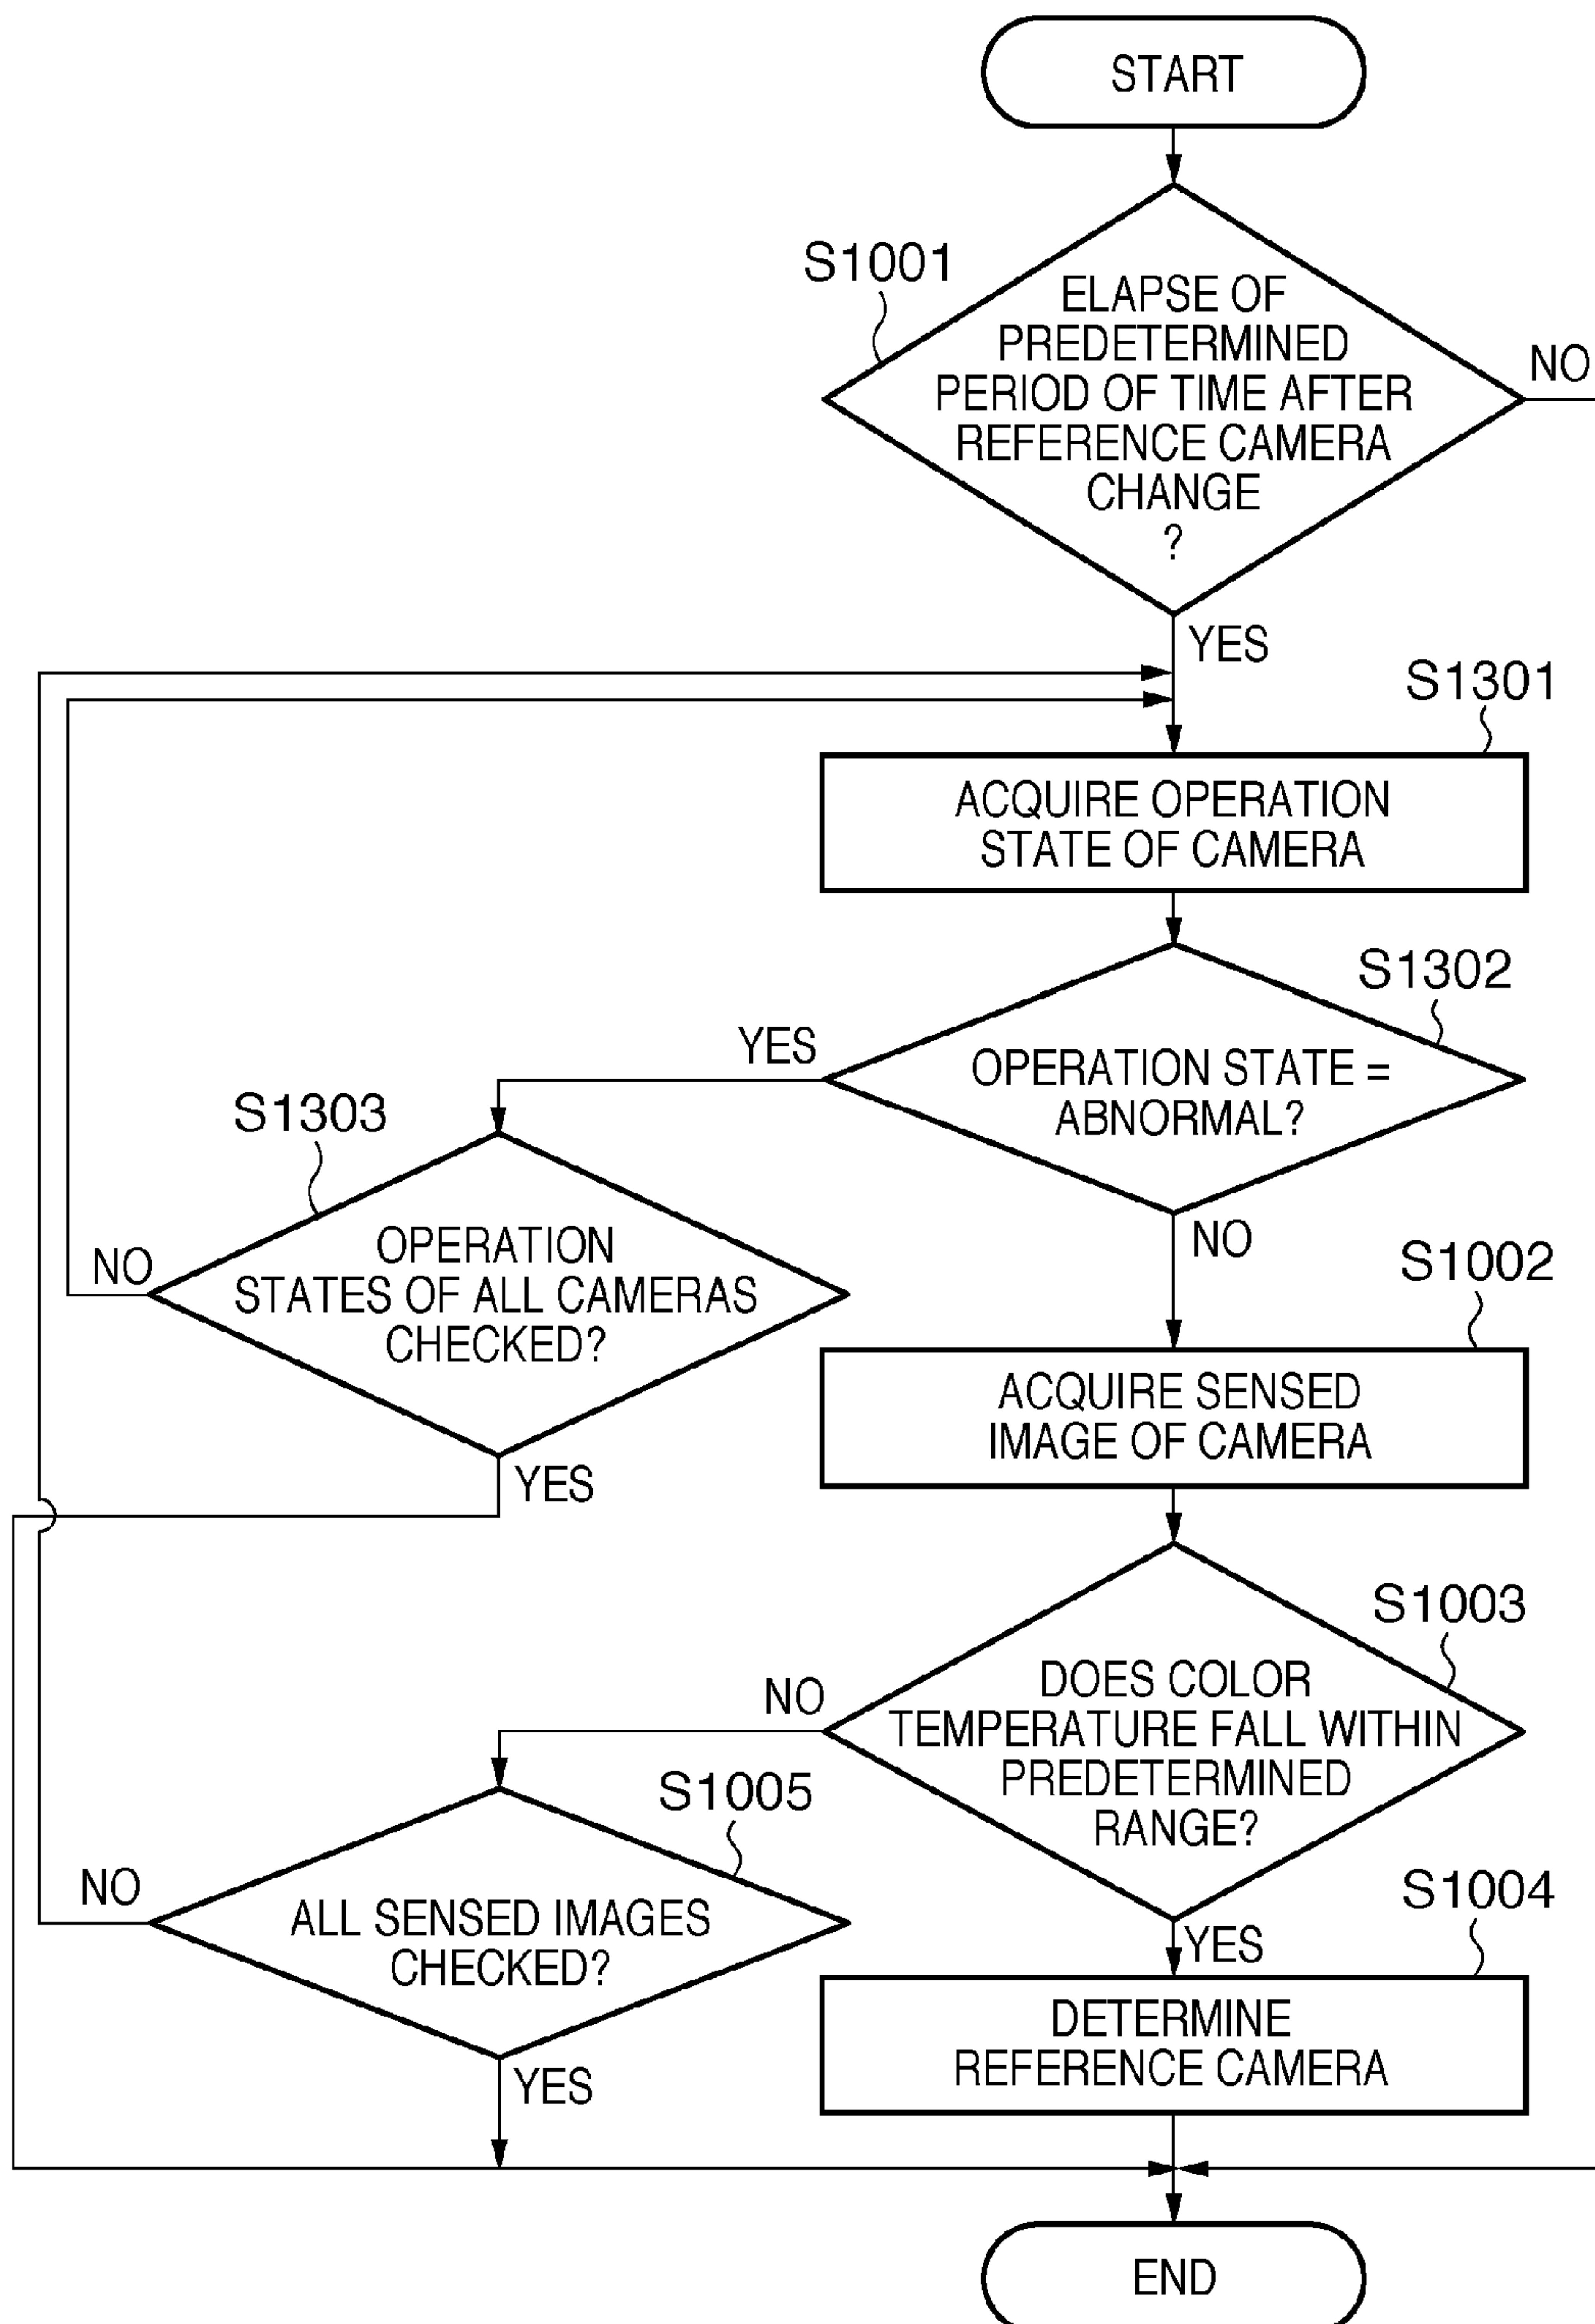 START
S1001
ELAPSE OF
PREDETERMINED
PERIOD OF TIME AFTER
REFERENCE CAMERA
CHANGE
?
NO
YES
S1301
ACQUIRE OPERATION
STATE OF CAMERA
S1302
YES
OPERATION STATE =
ABNORMAL?
S1303
NO
OPERATION
STATES OF ALL CAMERAS
CHECKED?
NO
S1002
ACQUIRE SENSED
IMAGE OF CAMERA
YES
S1003
NO
DOES COLOR
TEMPERATURE FALL WITHIN
PREDETERMINED
RANGE?
S1005
NO
ALL SENSED IMAGES
CHECKED?
S1004
YES
DETERMINE
REFERENCE CAMERA
YES
END